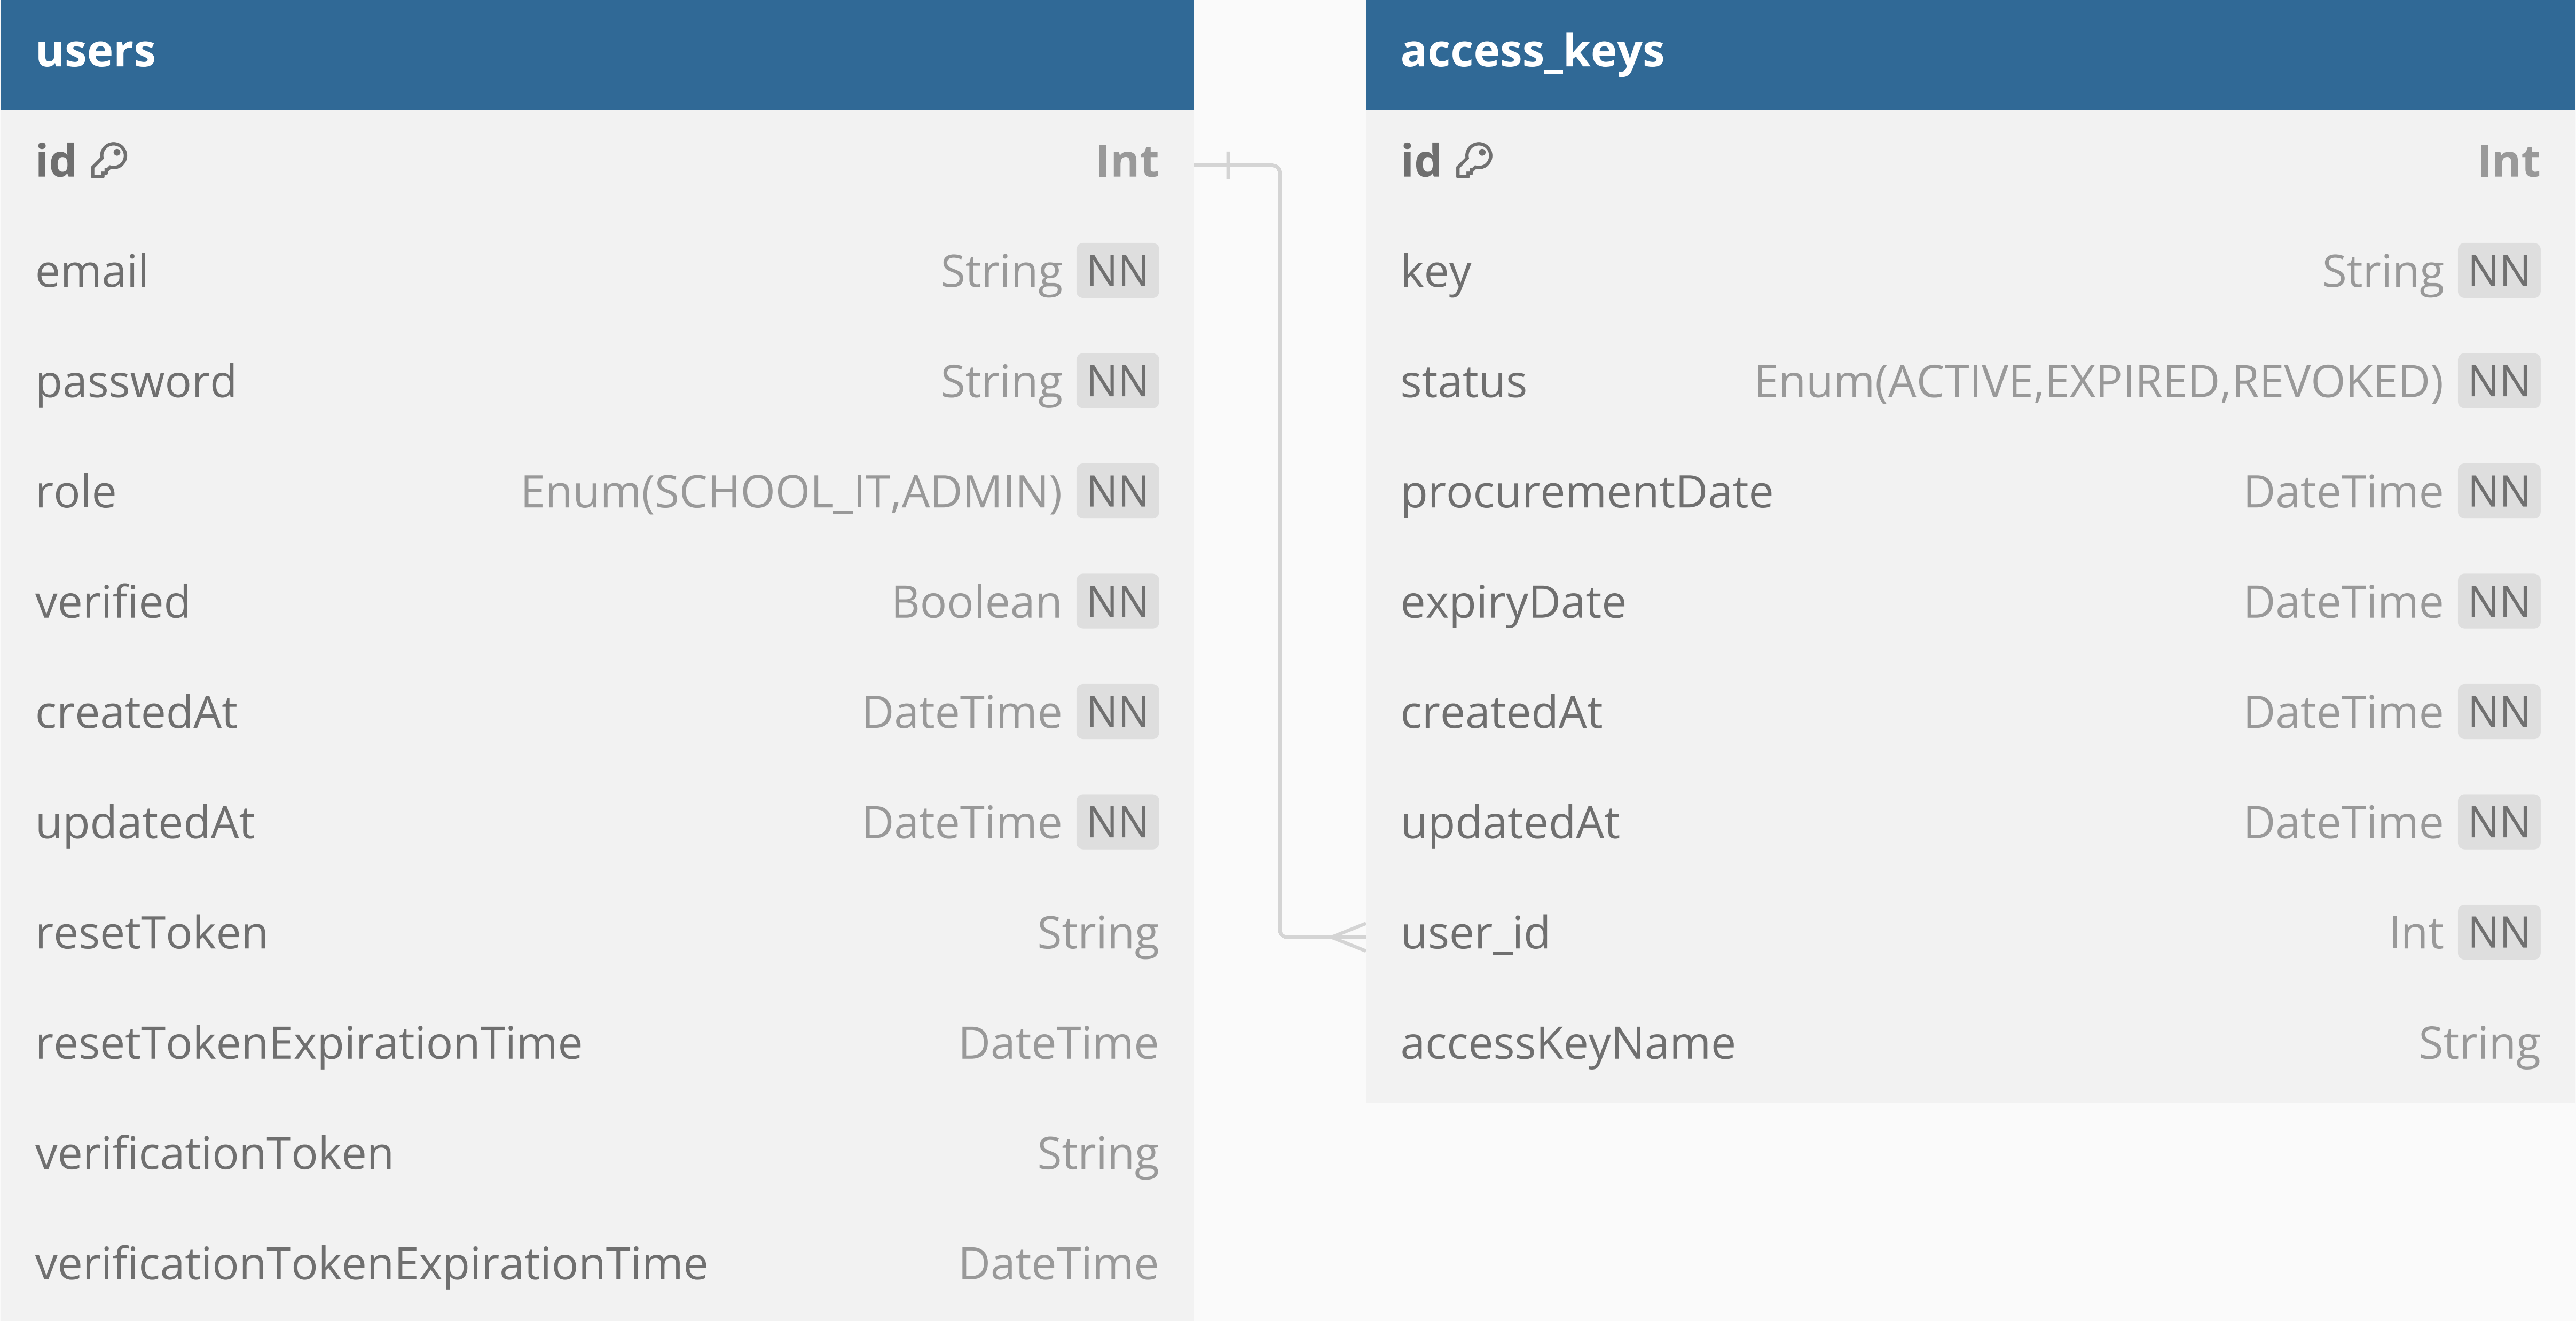 users
id Int
email String NN
password String NN
role Enum(SCHOOL_IT,ADMIN) NN
verified Boolean NN
createdAt DateTime NN
updatedAt DateTime NN
resetToken String
resetTokenExpirationTime DateTime
verificationToken String
verificationTokenExpirationTime DateTime
access_keys
id Int
key String NN
status Enum(ACTIVE,EXPIRED,REVOKED) NN
procurementDate DateTime NN
expiryDate DateTime NN
createdAt DateTime NN
updatedAt DateTime NN
user_id Int NN
accessKeyName String